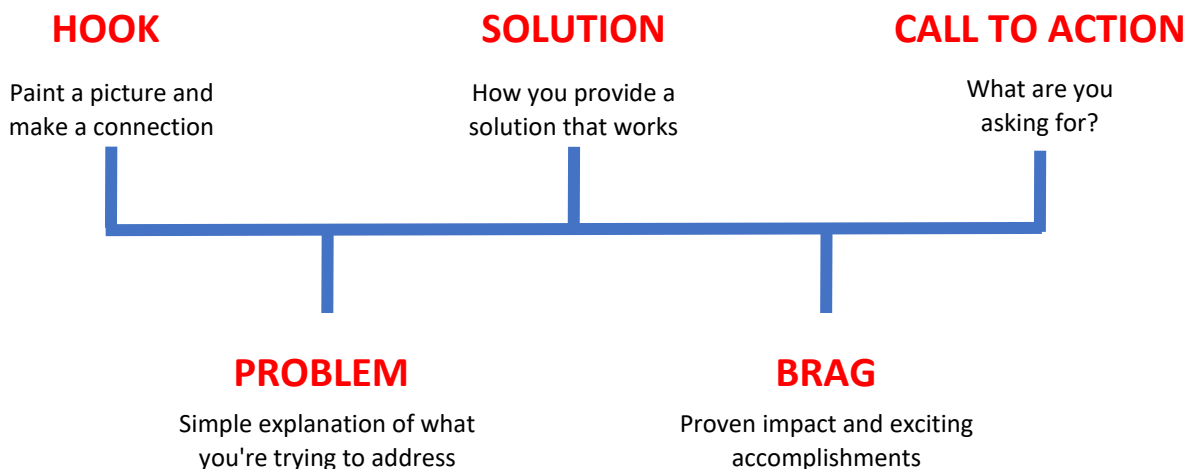 HOOK
Paint a picture and
make a connection
SOLUTION
How you provide a
solution that works
CALL TO ACTION
What are you
asking for?
PROBLEM
Simple explanation of what
you're trying to address
BRAG
Proven impact and exciting
accomplishments